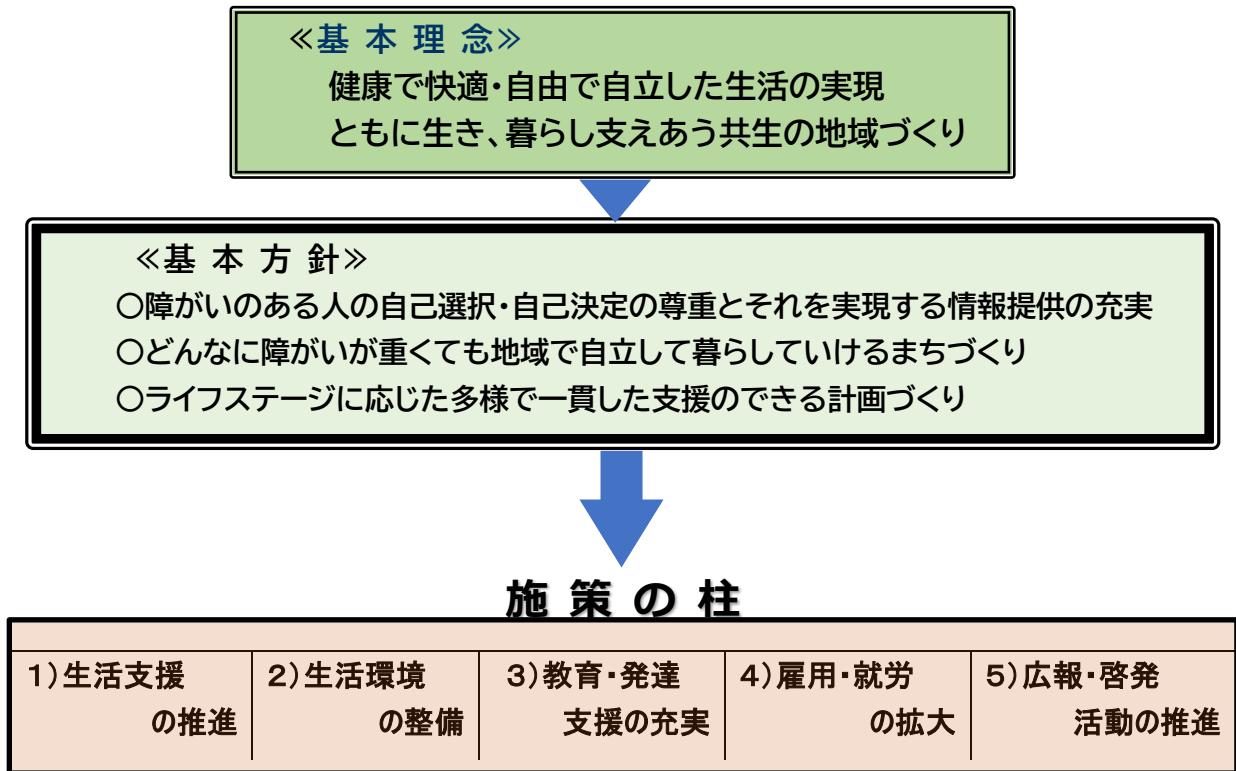 ≪基 本 理 念≫
健康で快適・自由で自立した生活の実現
ともに生き、暮らし支えあう共生の地域づくり
≪基 本 方 針≫
○障がいのある人の自己選択・自己決定の尊重とそれを実現する情報提供の充実
○どんなに障がいが重くても地域で自立して暮らしていけるまちづくり
○ライフステージに応じた多様で一貫した支援のできる計画づくり
施 策 の 柱
1)生活支援
の推進
2)生活環境
の整備
3)教育・発達
支援の充実
4)雇用・就労
の拡大
5)広報・啓発
活動の推進